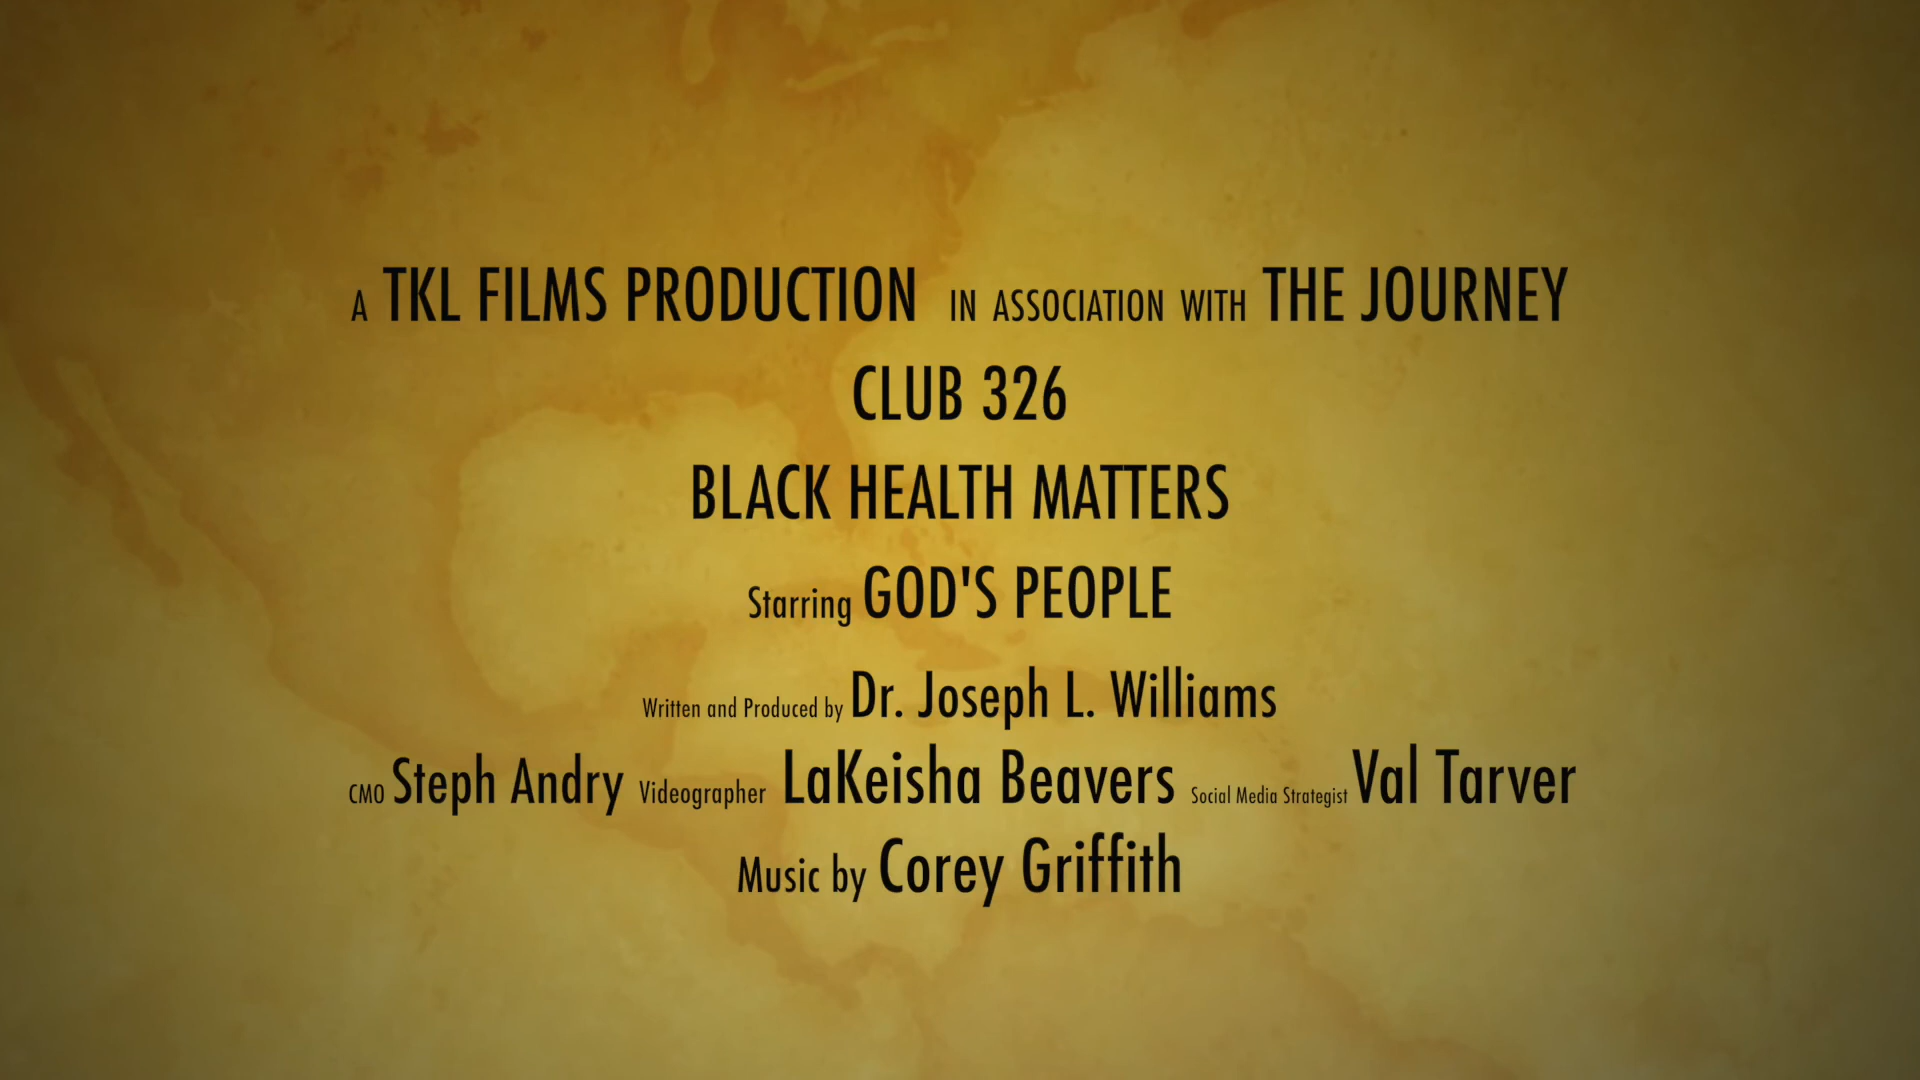 A TKL FILMS PRODUCTION IN ASSOCIATION WITH THE JOURNEY
CLUB 326
BLACK HEALTH MATTERS
Starring GOD'S PEOPLE
Written and Produced by Dr. Joseph L. Williams
CMO Steph Andry Videographer LaKeisha Beavers Social Media Strategist Val Tarver
Music by Corey Griffith